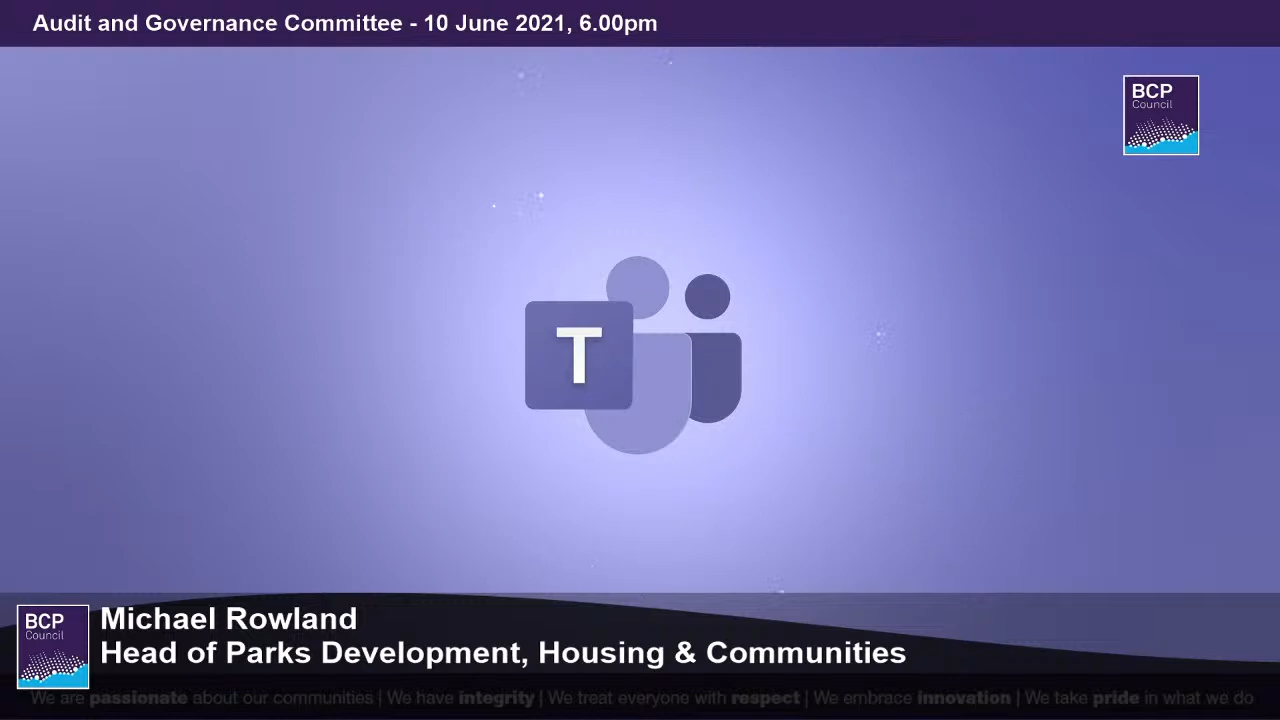 Audit and Governance Committee - 10 June 2021, 6.00pm
BCP
Council
T
BCP
Council
Michael Rowland
Head of Parks Development, Housing & Communities
We are passionate about our communities | We have integrity | We treat everyone with respect | We embrace innovation | We take pride in what we do